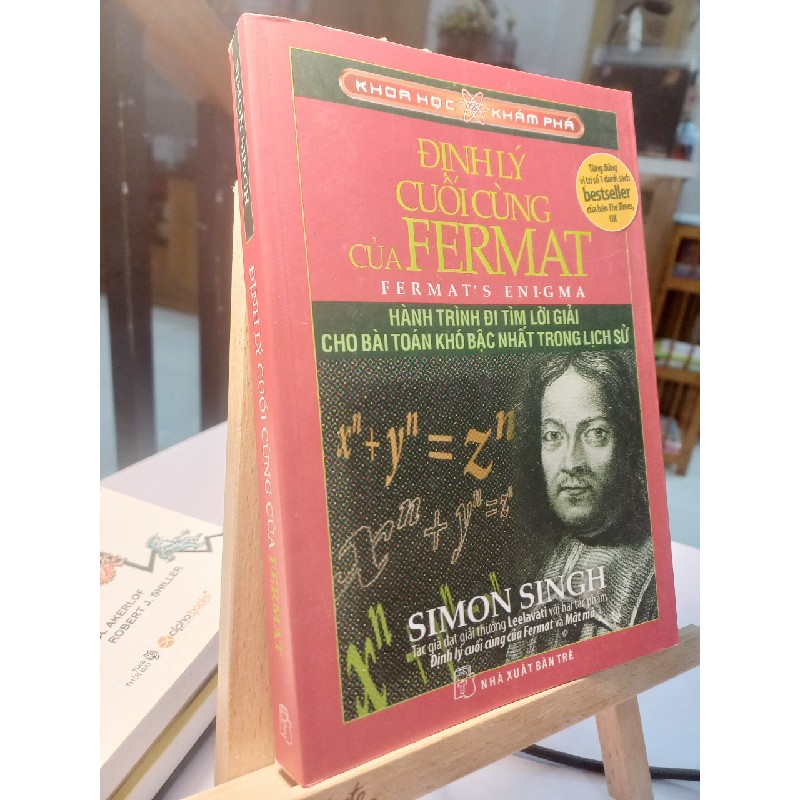 KHOA HỌC KHÁM PHÁ
ĐỊNH LÝ
CUỐI CÙNG
CỦA FERMAT
FERMAT'S ENIGMA
Từng đứng
vị trí số 1 danh sách
bestseller
của báo The Times,
UK
HÀNH TRÌNH ĐI TÌM LỜI GIẢI
CHO BÀI TOÁN KHÓ BẬC NHẤT TRONG LỊCH SỬ
xⁿ+yⁿ=zⁿ
SIMON SINGH
Tác giả đạt giải thưởng Leelavati với hai tác phẩm
Định lý cuối cùng của Fermat và Mật mã
NHÀ XUẤT BẢN TRẺ
SIMON SINGH
ĐỊNH LÝ CUỐI CÙNG CỦA FERMAT
A. AKERLOF
ROBERT J. SHILLER
alphabooks